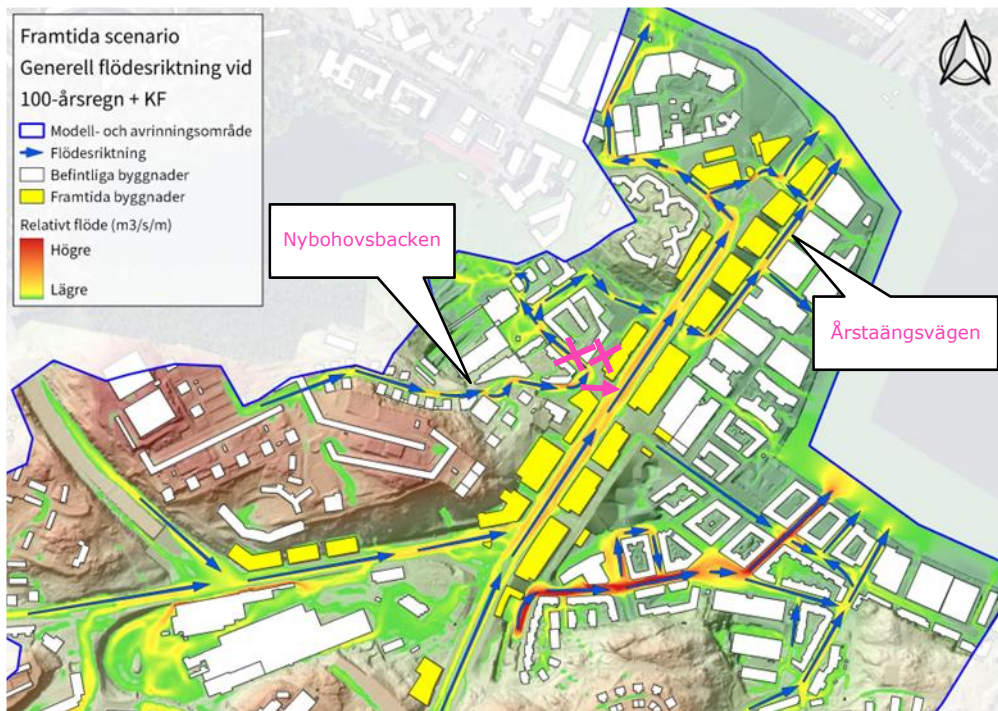 Framtida scenario
Generell flödesriktning vid
100-årsregn + KF
Modell- och avrinningsområde
Flödesriktning
Befintliga byggnader
Framtida byggnader
Relativt flöde (m3/s/m)
Högre
Lägre
Nybohovsbacken
Årstaängsvägen